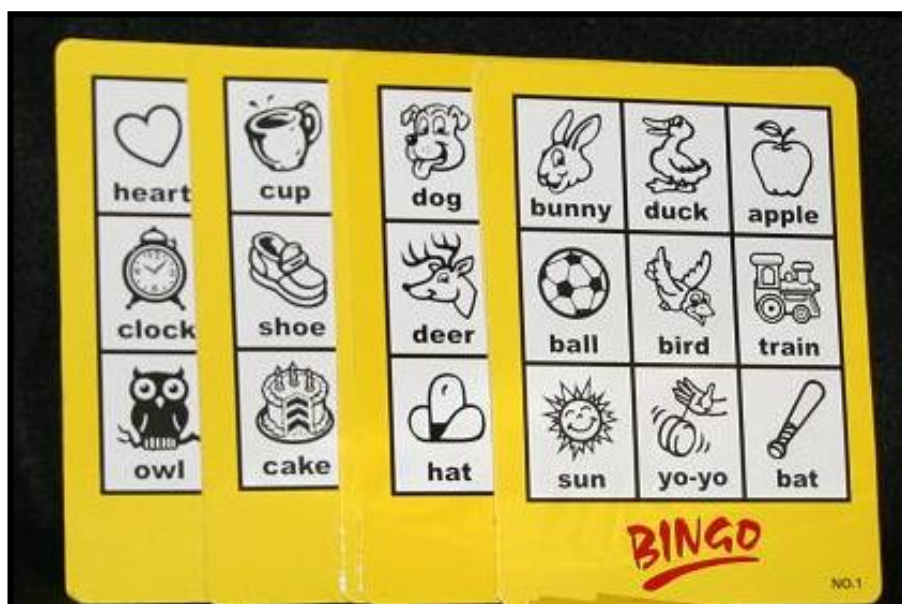 heart cup dog bunny duck apple
clock shoe deer ball bird train
owl cake hat sun yo-yo bat
BINGO
NO.1